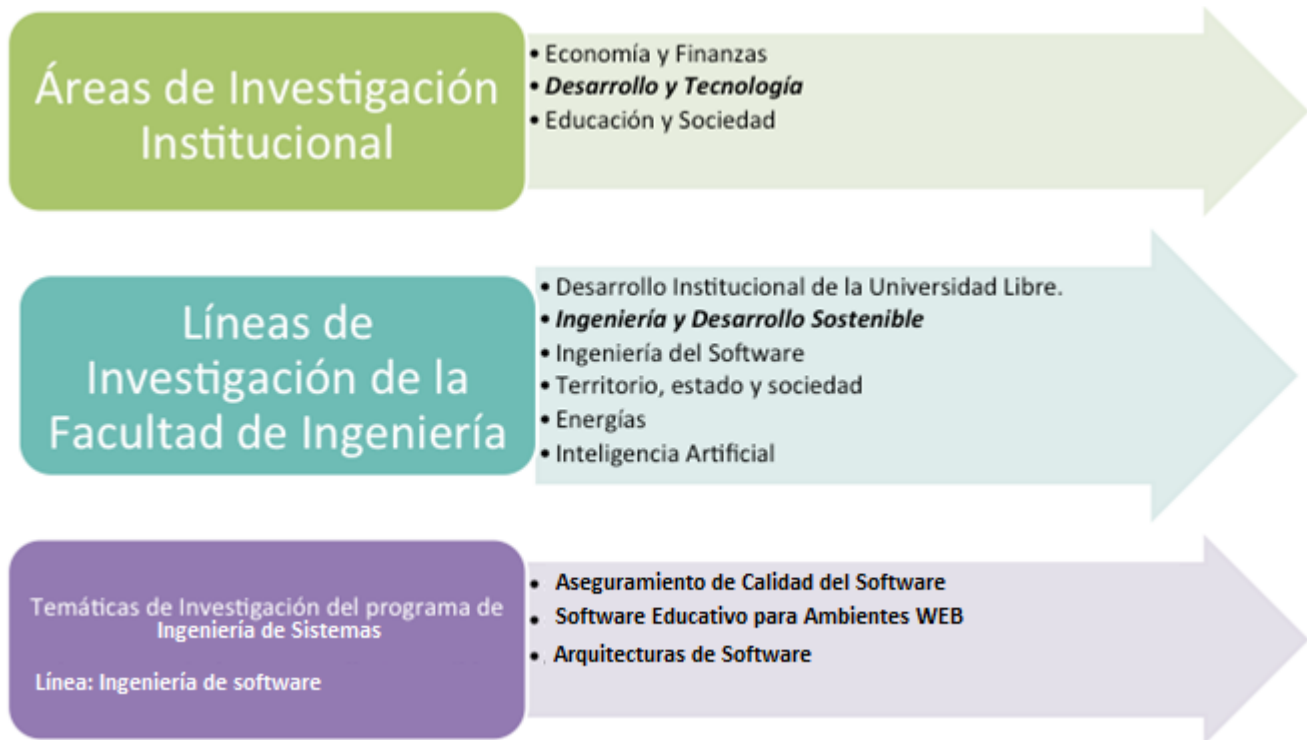 Áreas de Investigación
Institucional
• Economía y Finanzas
• Desarrollo y Tecnología
• Educación y Sociedad
Líneas de
Investigación de la
Facultad de Ingeniería
• Desarrollo Institucional de la Universidad Libre.
• Ingeniería y Desarrollo Sostenible
• Ingeniería del Software
• Territorio, estado y sociedad
• Energías
• Inteligencia Artificial
Temáticas de Investigación del programa de
Ingeniería de Sistemas
Línea: Ingeniería de software
• Aseguramiento de Calidad del Software
• Software Educativo para Ambientes WEB
• Arquitecturas de Software